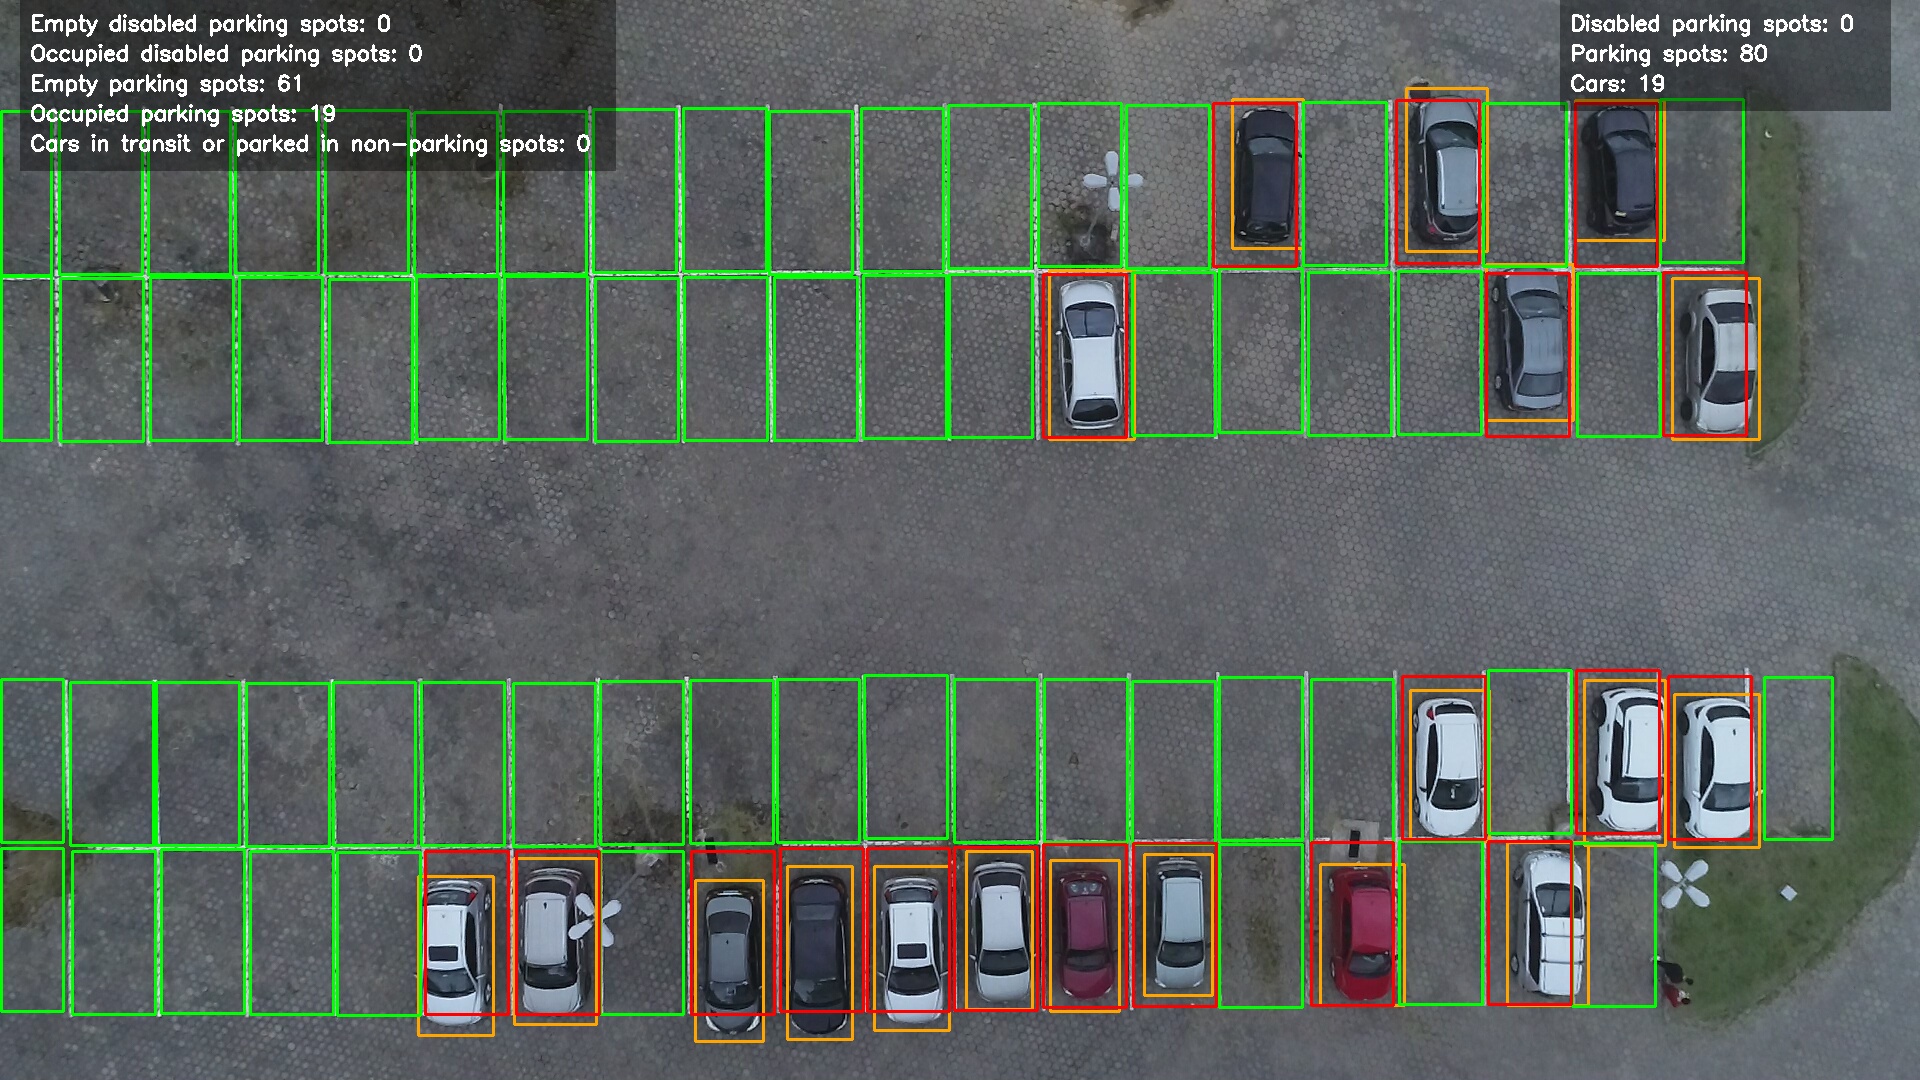 Empty disabled parking spots: 0
Occupied disabled parking spots: 0
Empty parking spots: 61
Occupied parking spots: 19
Cars in transit or parked in non-parking spots: 0
Disabled parking spots: 0
Parking spots: 80
Cars: 19